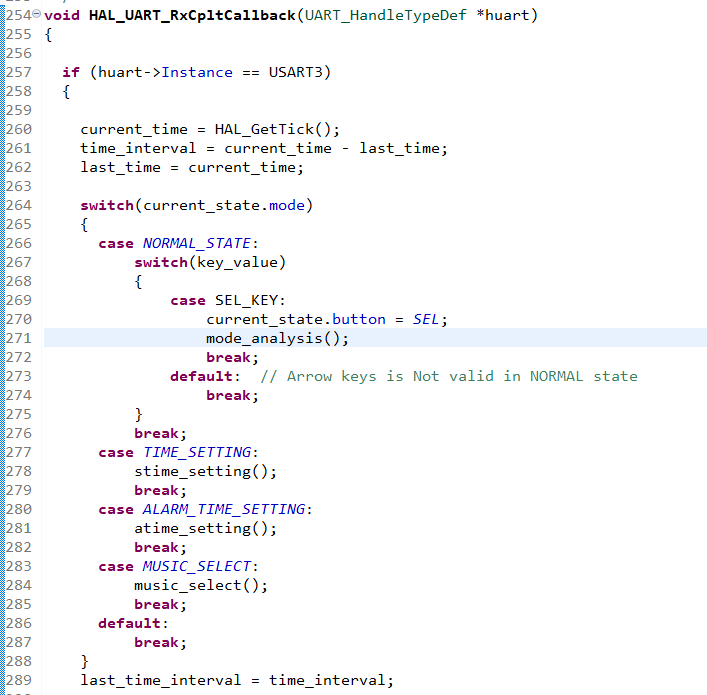 254 void HAL_UART_RxCpltCallback(UART_HandleTypeDef *huart)
255 {
256
257 if (huart->Instance == USART3)
258 {
259
260 current_time = HAL_GetTick();
261 time_interval = current_time - last_time;
262 last_time = current_time;
263
264 switch(current_state.mode)
265 {
266 case NORMAL_STATE:
267 switch(key_value)
268 {
269 case SEL_KEY:
270 current_state.button = SEL;
271 mode_analysis();
272 break;
273 default: // Arrow keys is Not valid in NORMAL state
274 break;
275 }
276 break;
277 case TIME_SETTING:
278 stime_setting();
279 break;
280 case ALARM_TIME_SETTING:
281 atime_setting();
282 break;
283 case MUSIC_SELECT:
284 music_select();
285 break;
286 default:
287 break;
288 }
289 last_time_interval = time_interval;